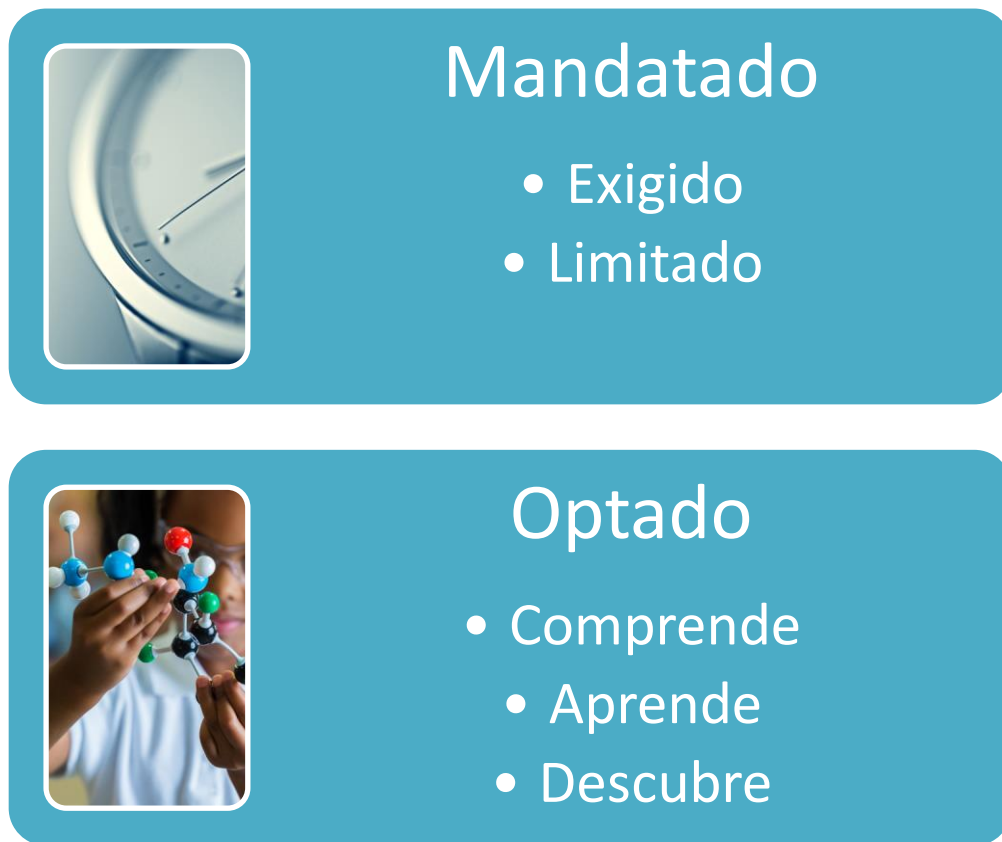 Mandatado
• Exigido
• Limitado
Optado
• Comprende
• Aprende
• Descubre